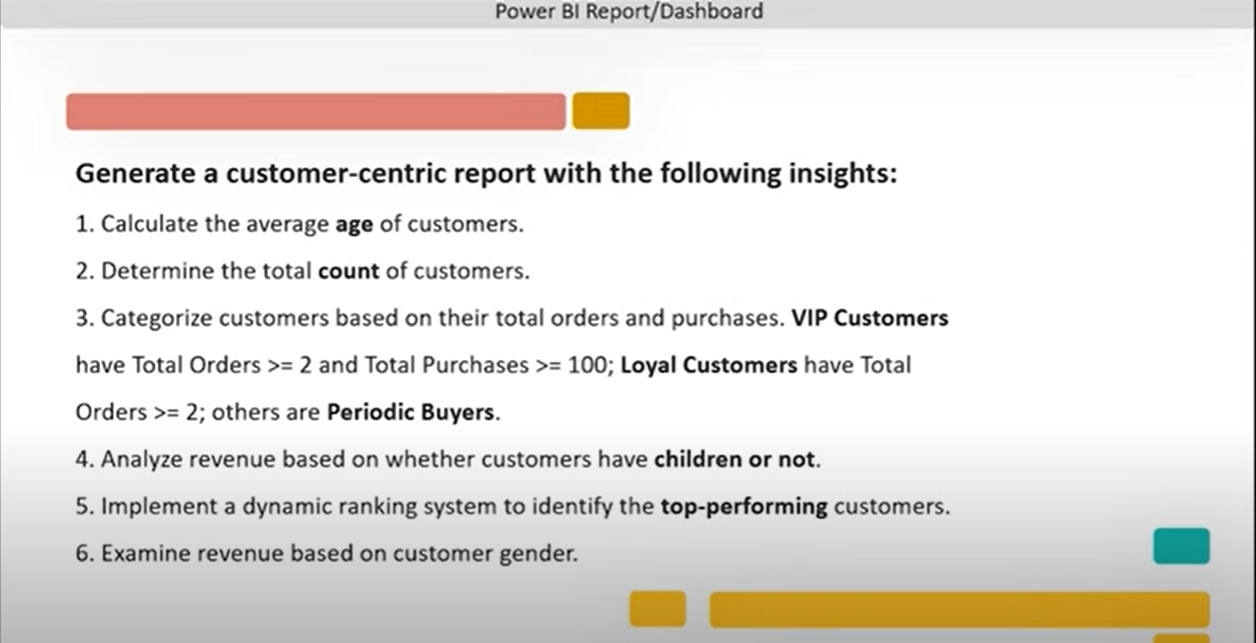 Power BI Report/Dashboard
Generate a customer-centric report with the following insights:
1. Calculate the average age of customers.
2. Determine the total count of customers.
3. Categorize customers based on their total orders and purchases. VIP Customers
have Total Orders >= 2 and Total Purchases >= 100; Loyal Customers have Total
Orders >= 2; others are Periodic Buyers.
4. Analyze revenue based on whether customers have children or not.
5. Implement a dynamic ranking system to identify the top-performing customers.
6. Examine revenue based on customer gender.